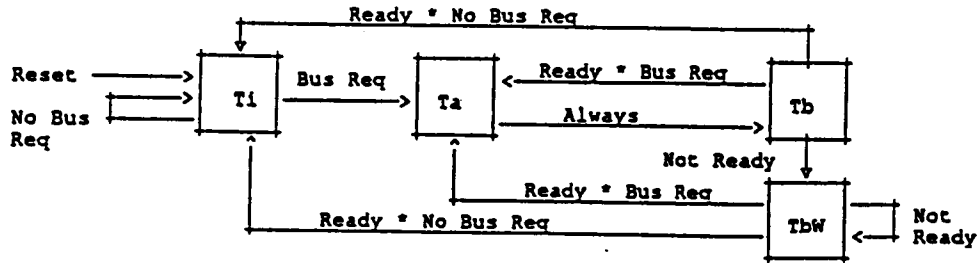 Ready * No Bus Req
Reset
Bus Req
Ready * Bus Req
Ti
Ta
Tb
No Bus
Req
Always
Not Ready
Ready * Bus Req
Ready * No Bus Req
TbW
Not
Ready